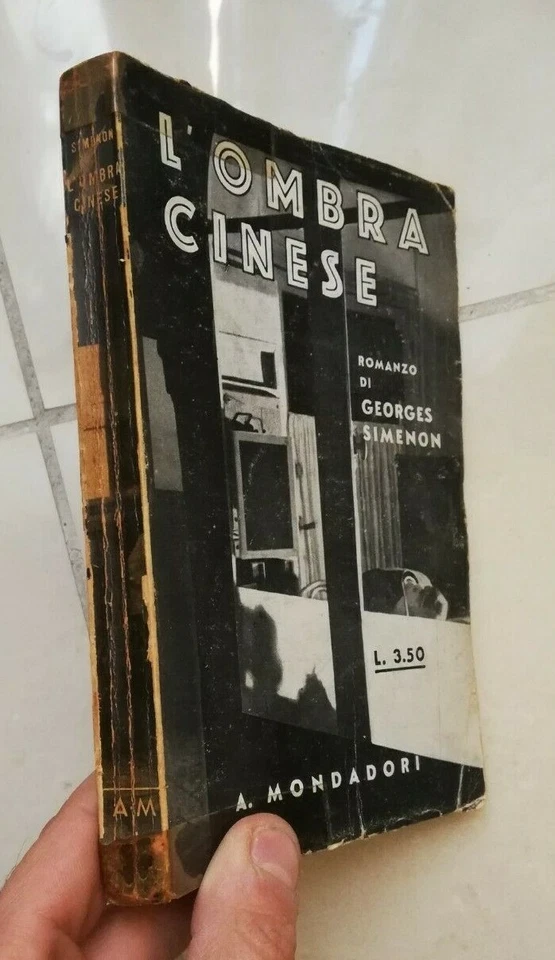 SIMENON
L'OMBRA
CINESE
A·M
L'OMBRA
CINESE
ROMANZO
DI
GEORGES
SIMENON
L. 3.50
A. MONDADORI